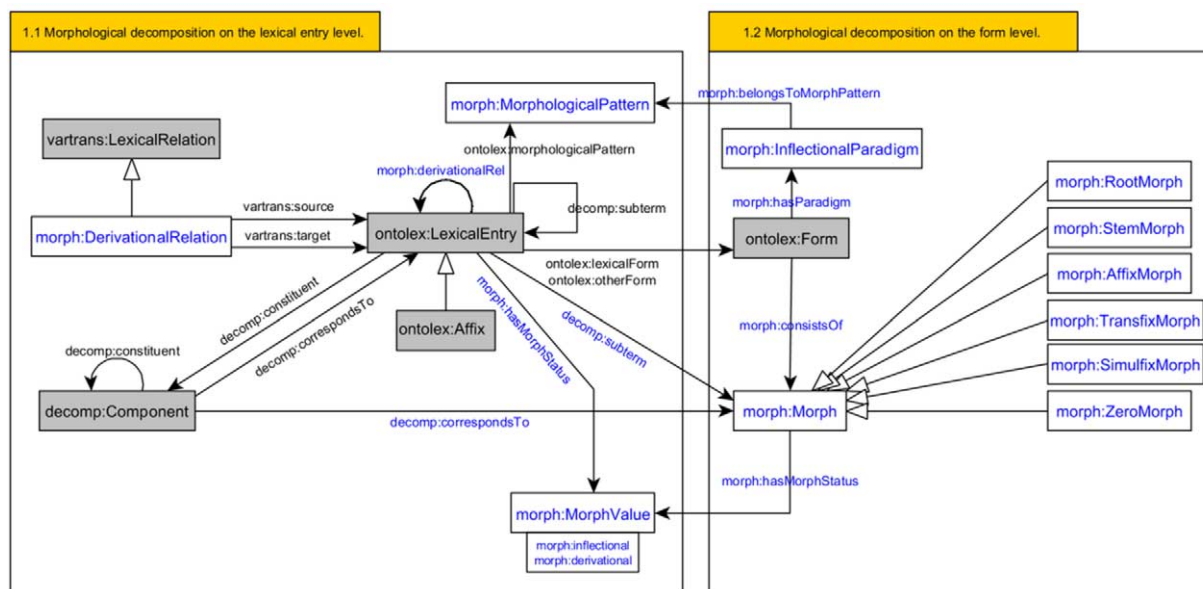 1.1 Morphological decomposition on the lexical entry level.
1.2 Morphological decomposition on the form level.
morph:MorphologicalPattern
morph:belongsToMorphPattern
vartrans:LexicalRelation
ontolex:morphologicalPattern
morph:InflectionalParadigm
morph:derivationalRel
morph:RootMorph
vartrans:source
decomp:subterm
morph:hasParadigm
morph:DerivationalRelation
ontolex:LexicalEntry
ontolex:Form
morph:StemMorph
vartrans:target
ontolex:lexicalForm
ontolex:otherForm
morph:AffixMorph
decomp:constituent
decomp:correspondsTo
ontolex:Affix
morph:hasMorphStatus
decomp:subterm
morph:consistsOf
morph:TransfixMorph
decomp:constituent
morph:SimulfixMorph
decomp:Component
decomp:correspondsTo
morph:Morph
morph:ZeroMorph
morph:hasMorphStatus
morph:MorphValue
morph:inflectional
morph:derivational